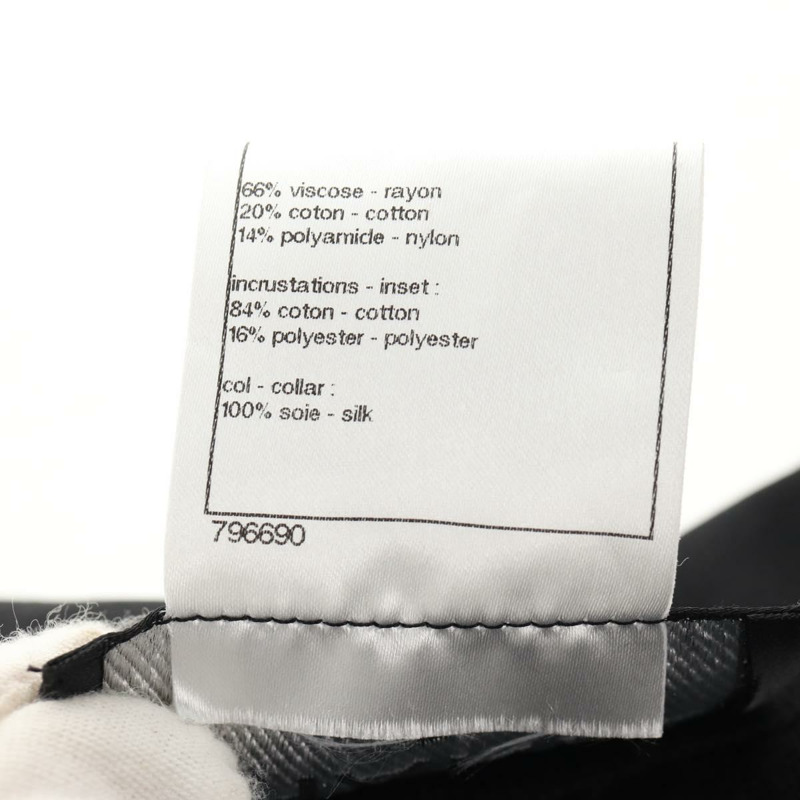 66% viscose - rayon
20% coton - cotton
14% polyamide - nylon
incrustations - inset :
84% coton - cotton
16% polyester - polyester
col - collar :
100% soie - silk
796690